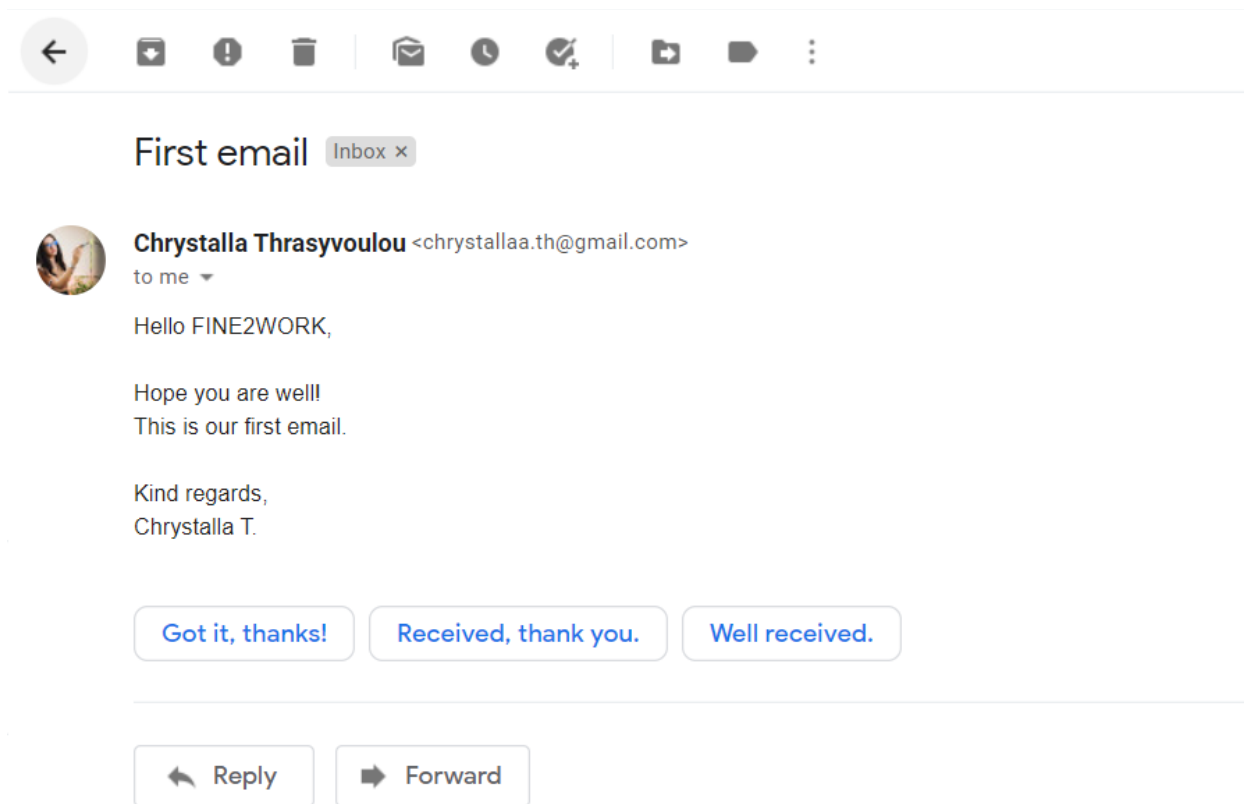 First email Inbox ×
Chrystalla Thrasyvoulou <chrystallaa.th@gmail.com>
to me
Hello FINE2WORK,
Hope you are well!
This is our first email.
Kind regards,
Chrystalla T.
Got it, thanks! Received, thank you. Well received.
Reply Forward